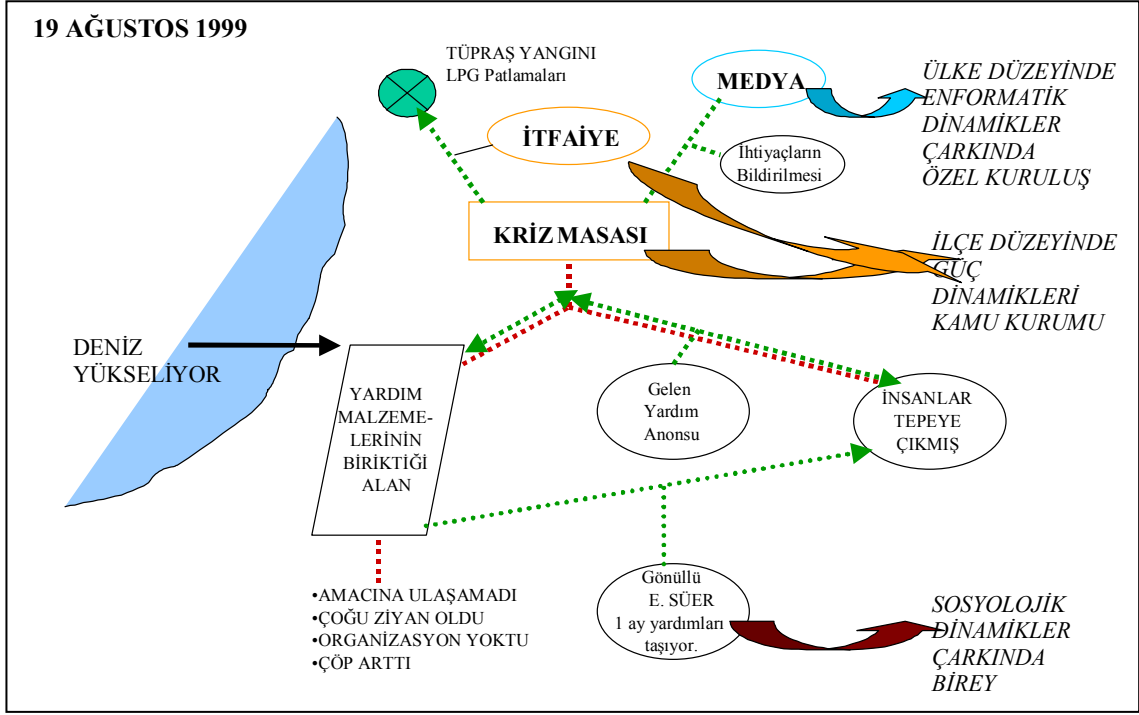 19 AĞUSTOS 1999
TÜPRAŞ YANGINI
LPG Patlamaları
MEDYA
ÜLKE DÜZEYİNDE
ENFORMATİK
DİNAMİKLER
ÇARKINDA
ÖZEL KURULUŞ
İTFAİYE
İhtiyaçların
Bildirilmesi
KRİZ MASASI
İLÇE DÜZEYİNDE
GÜÇ
DİNAMİKLERİ
KAMU KURUMU
DENİZ
YÜKSELİYOR
YARDIM
MALZEME-
LERİNİN
BİRİKTİĞİ
ALAN
Gelen
Yardım
Anonsu
İNSANLAR
TEPEYE
ÇIKMIŞ
•AMACINA ULAŞAMADI
•ÇOĞU ZİYAN OLDU
•ORGANİZASYON YOKTU
•ÇÖP ARTTI
Gönüllü
E. SÜER
1 ay yardımları
taşıyor.
SOSYOLOJİK
DİNAMİKLER
ÇARKINDA
BİREY